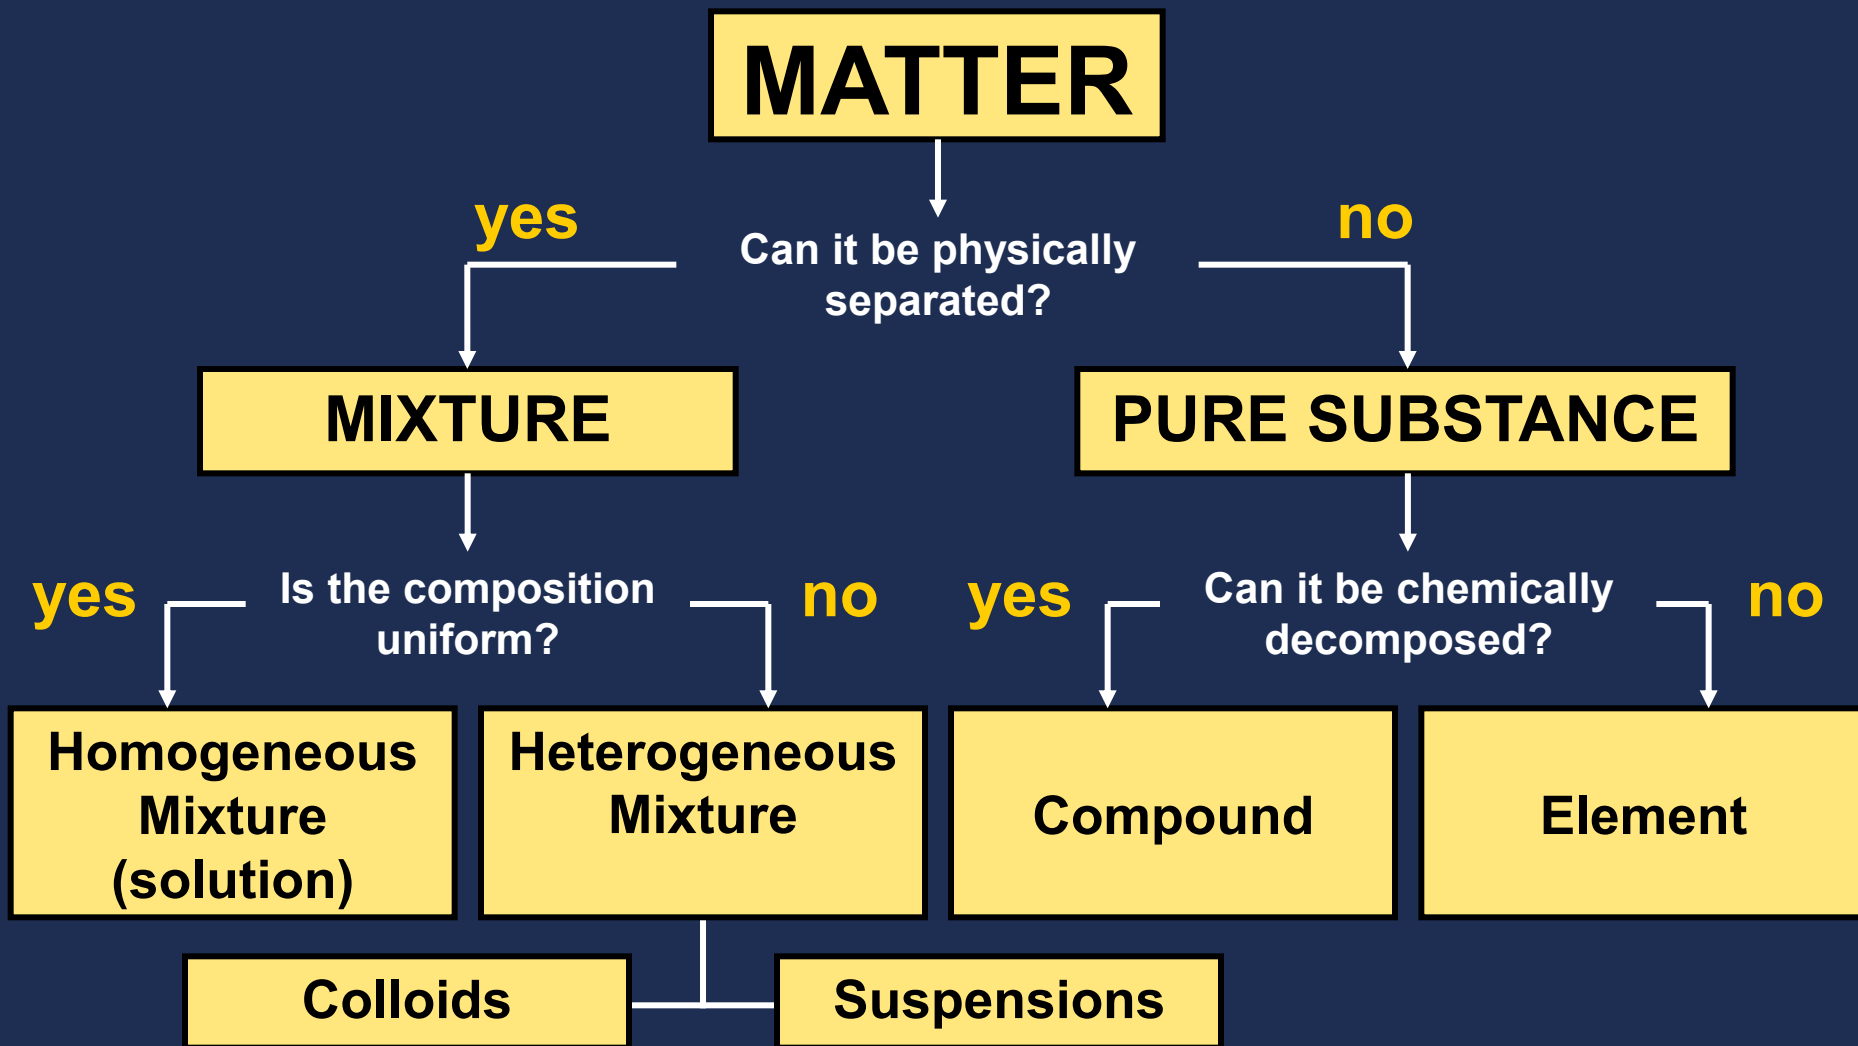 MATTER
yes
no
Can it be physically
separated?
MIXTURE
PURE SUBSTANCE
yes
Is the composition
uniform?
no
yes
Can it be chemically
decomposed?
no
Homogeneous
Mixture
(solution)
Heterogeneous
Mixture
Compound
Element
Colloids
Suspensions